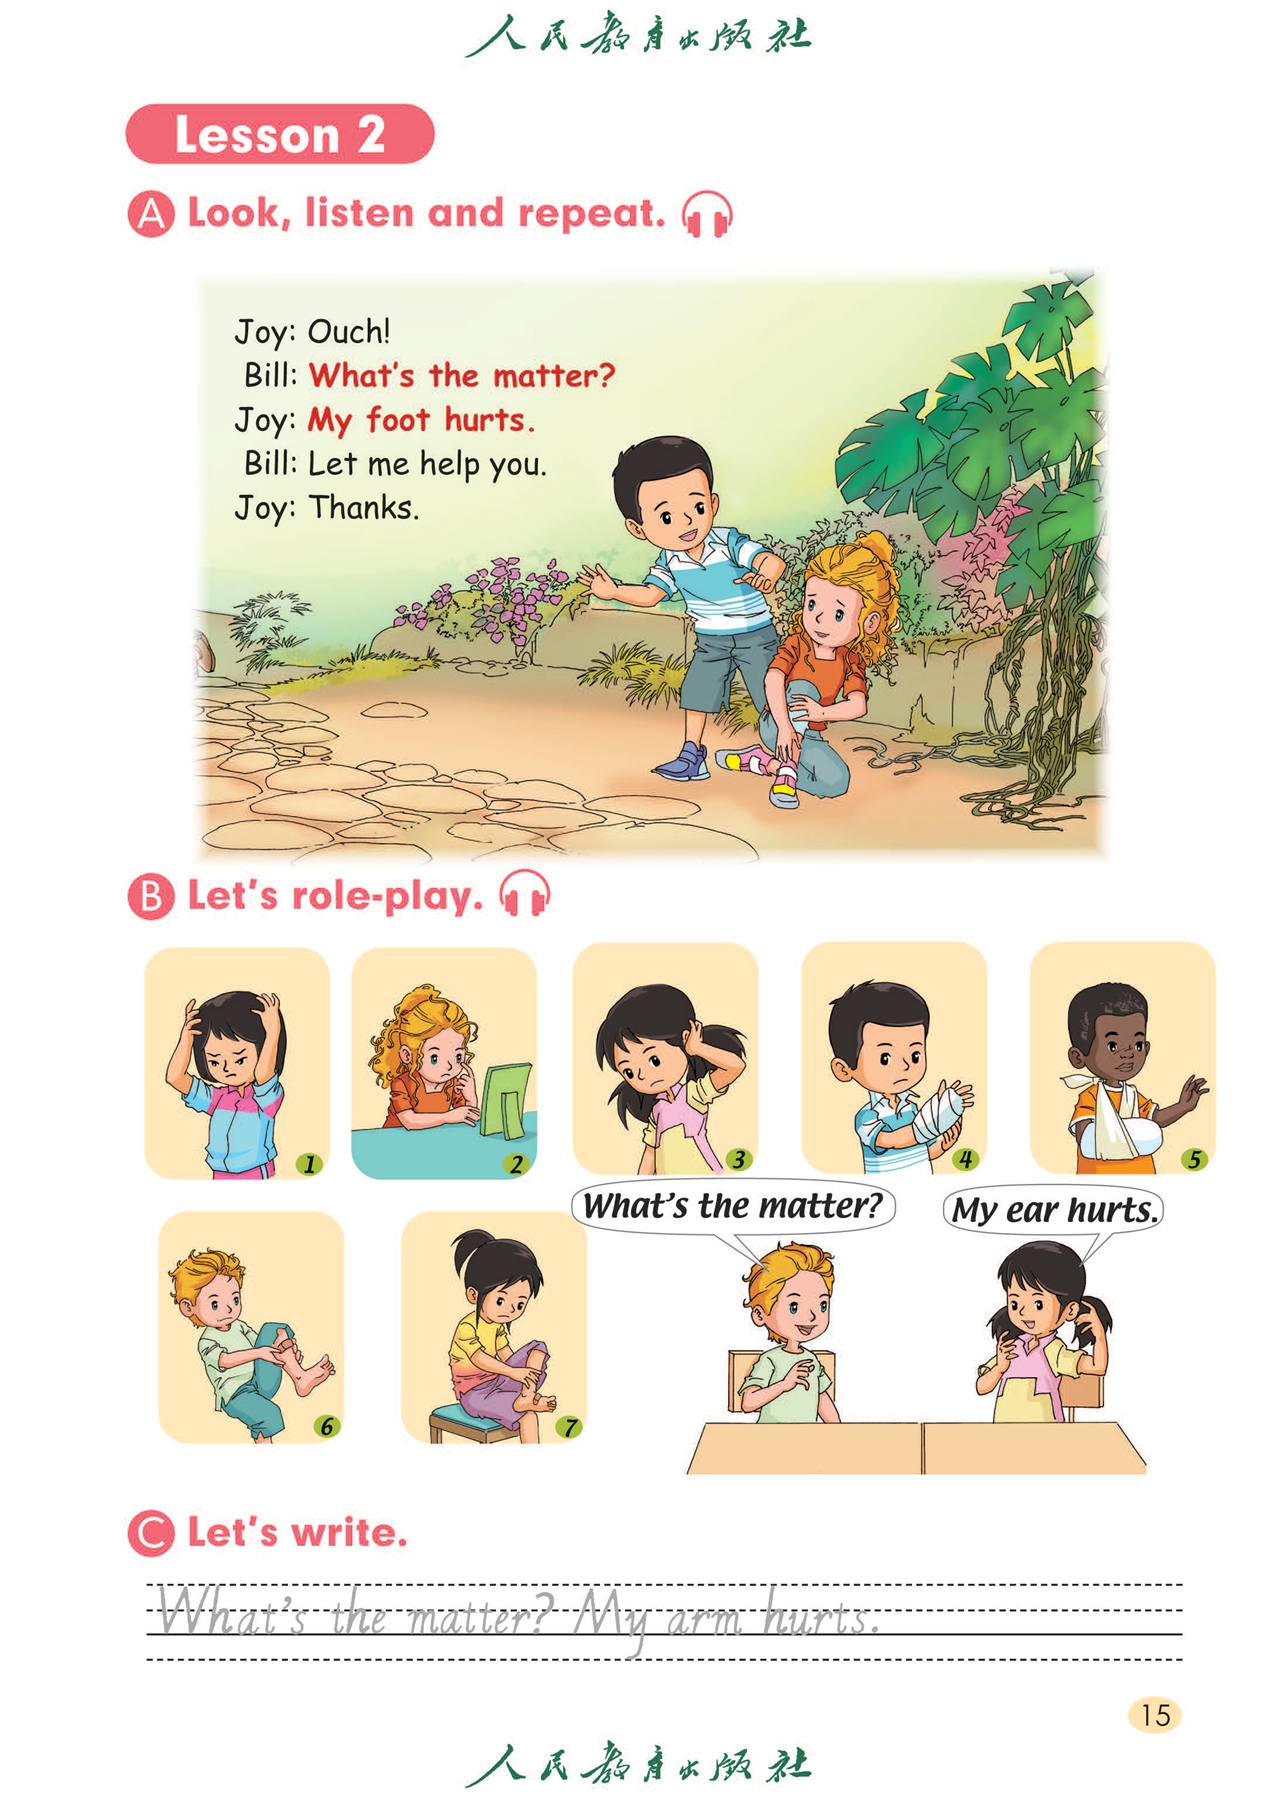 人民教育出版社
Lesson 2
A Look, listen and repeat.
Joy: Ouch!
Bill: What's the matter?
Joy: My foot hurts.
Bill: Let me help you.
Joy: Thanks.
B Let's role-play.
1
2
3
4
5
What's the matter?
My ear hurts.
6
7
C Let's write.
What's the matter? My arm hurts.
15
人民教育出版社